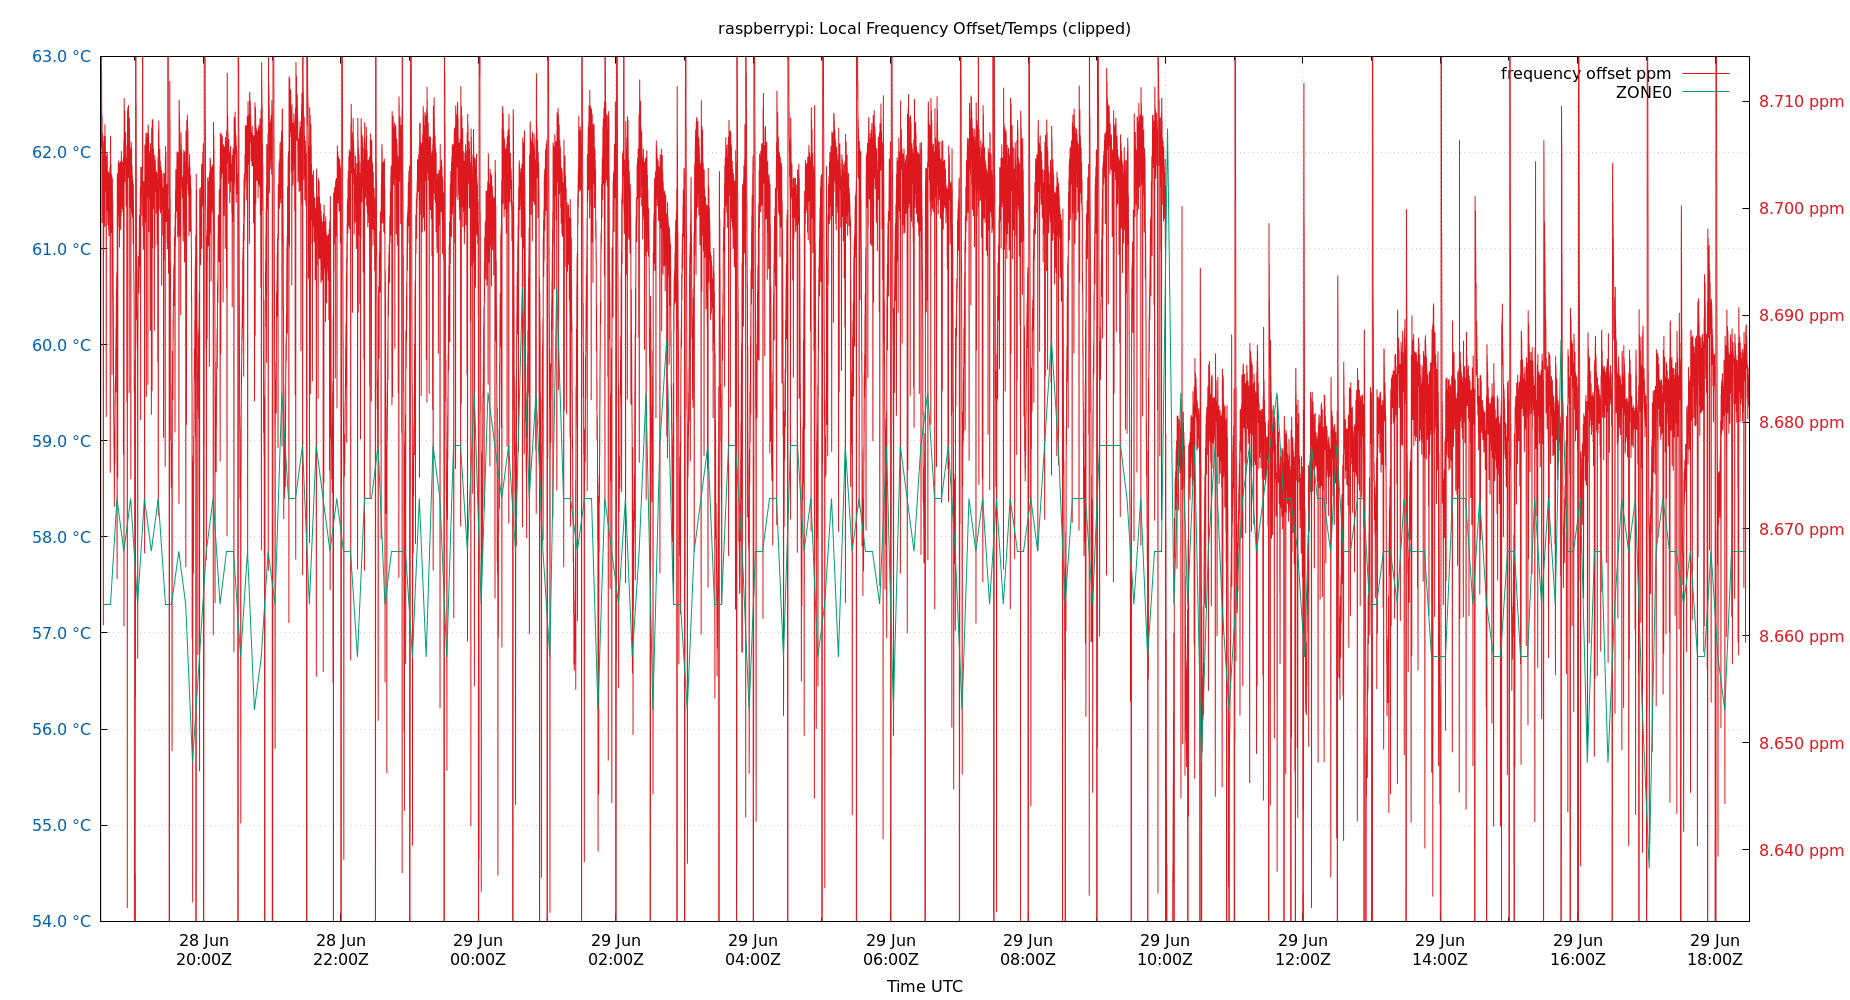 raspberrypi: Local Frequency Offset/Temps (clipped)
63.0 °C
62.0 °C
61.0 °C
60.0 °C
59.0 °C
58.0 °C
57.0 °C
56.0 °C
55.0 °C
54.0 °C
frequency offset ppm
ZONE0
8.710 ppm
8.700 ppm
8.690 ppm
8.680 ppm
8.670 ppm
8.660 ppm
8.650 ppm
8.640 ppm
28 Jun
20:00Z
28 Jun
22:00Z
29 Jun
00:00Z
29 Jun
02:00Z
29 Jun
04:00Z
29 Jun
06:00Z
29 Jun
08:00Z
29 Jun
10:00Z
29 Jun
12:00Z
29 Jun
14:00Z
29 Jun
16:00Z
29 Jun
18:00Z
Time UTC